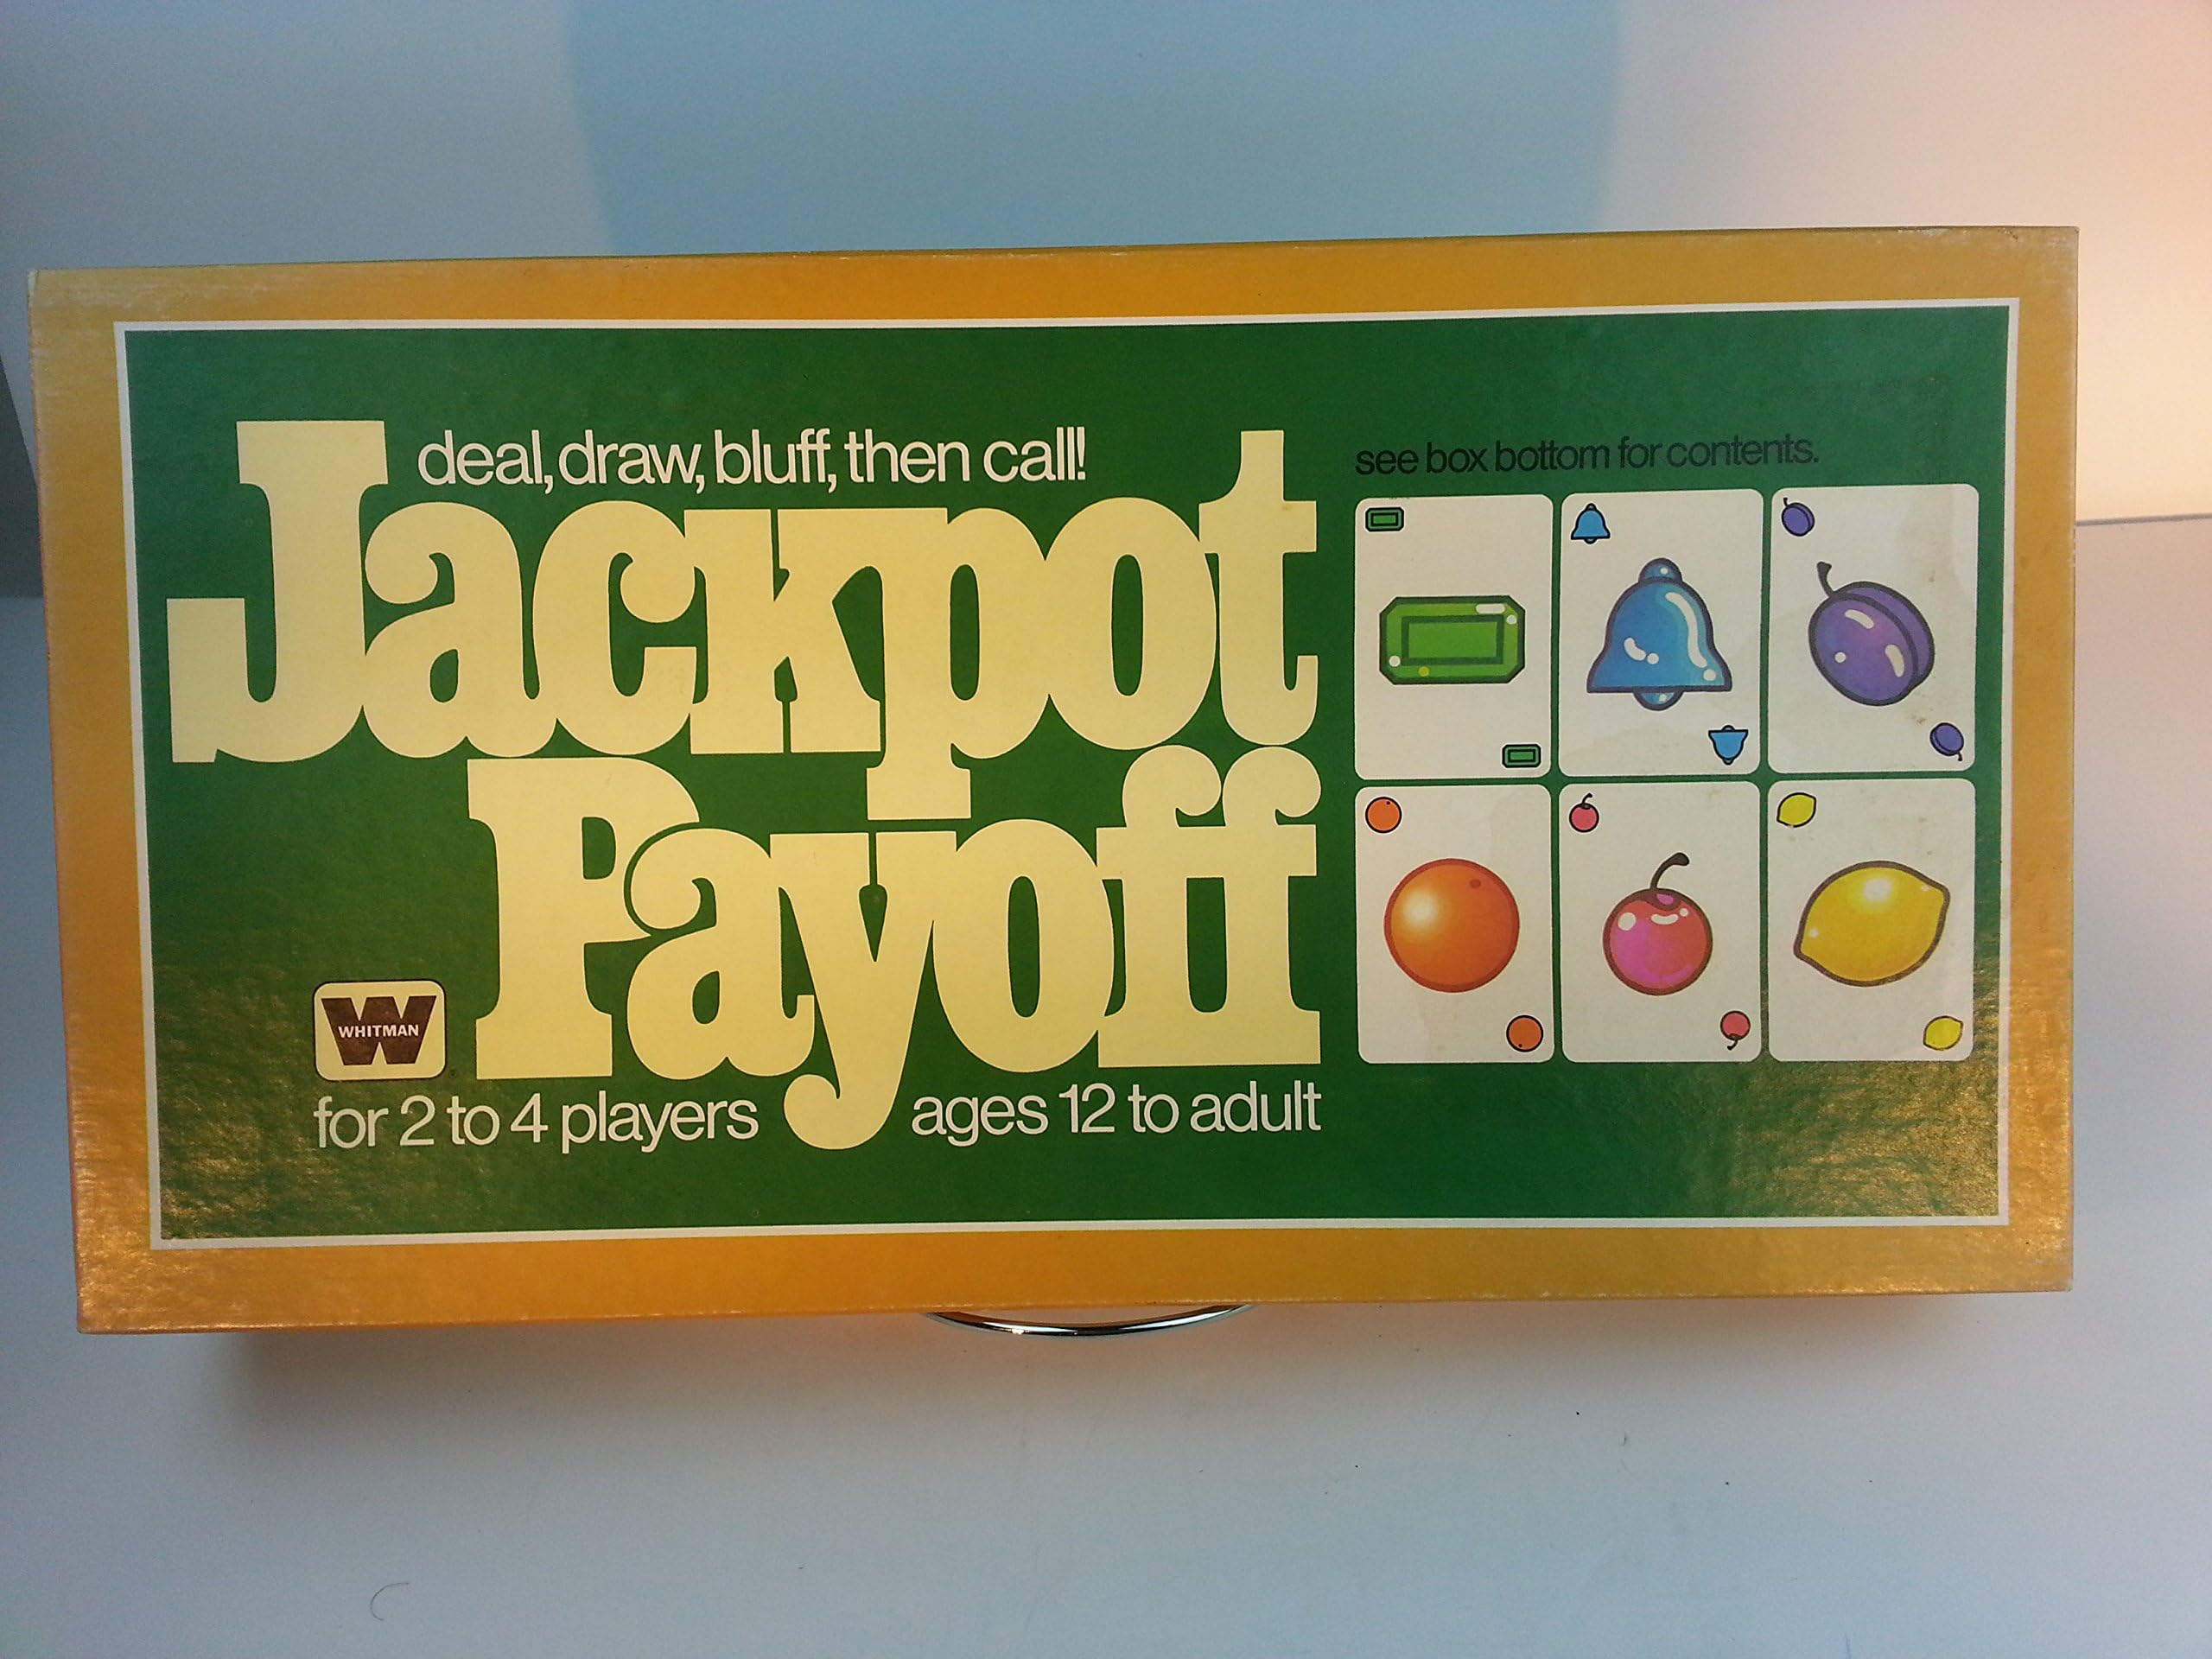 deal, draw, bluff, then call!
Jackpot
Payoff
WHITMAN
for 2 to 4 players
ages 12 to adult
see box bottom for contents.